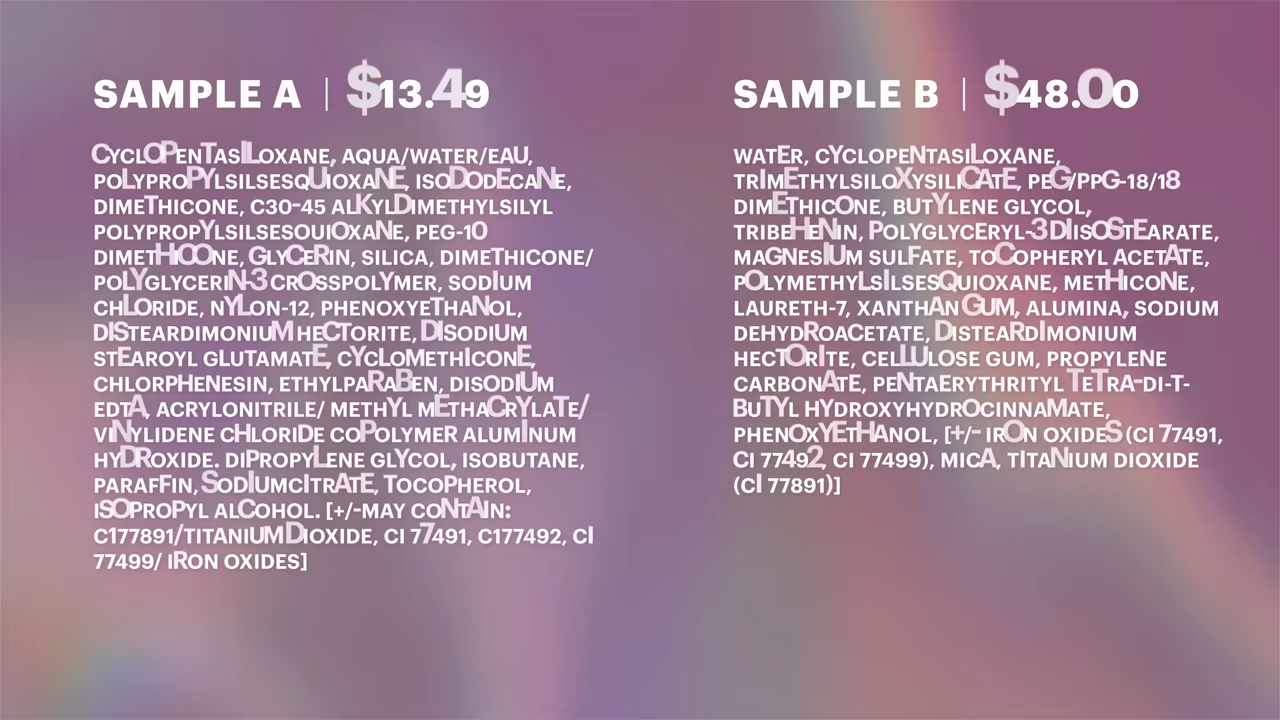 SAMPLE A | $13.49
CYCLOPENTASILOXANE, AQUA/WATER/EAU,
POLYPROPYLSILSESQUIOXANE, ISODODECANE,
DIMETHICONE, C30-45 ALKYLDIMETHYLSILYL
POLYPROPYLSILSESOUIOXANE, PEG-10
DIMETHICONE, GLYCERIN, SILICA, DIMETHICONE/
POLYGLYCERIN-3 CROSSPOLYMER, SODIUM
CHLORIDE, NYLON-12, PHENOXYETHANOL,
DISTEARDIMONIUM HECTORITE, DISODIUM
STEAROYL GLUTAMATE, CYCLOMETHICONE,
CHLORPHENESIN, ETHYLPARABEN, DISODIUM
EDTA, ACRYLONITRILE/ METHYL METHACRYLATE/
VINYLIDENE CHLORIDE COPOLYMER ALUMINUM
HYDROXIDE. DIPROPYLENE GLYCOL, ISOBUTANE,
PARAFFIN, SODIUMCITRATE, TOCOPHEROL,
ISOPROPYL ALCOHOL. [+/-MAY CONTAIN:
C177891/TITANIUM DIOXIDE, CI 77491, C177492, CI
77499/ IRON OXIDES]
SAMPLE B | $48.00
WATER, CYCLOPENTASILOXANE,
TRIMETHYLSILOXYSILICATE, PEG/PPG-18/18
DIMETHICONE, BUTYLENE GLYCOL,
TRIBEHENIN, POLYGLYCERYL-3 DIISOSTEARATE,
MAGNESIUM SULFATE, TOCOPHERYL ACETATE,
POLYMETHYLSILSESQUIOXANE, METHICONE,
LAURETH-7, XANTHAN GUM, ALUMINA, SODIUM
DEHYDROACETATE, DISTEARDIMONIUM
HECTORITE, CELLULOSE GUM, PROPYLENE
CARBONATE, PENTAERYTHRITYL TETRA-DI-T-
BUTYL HYDROXYHYDROCINNAMATE,
PHENOXYETHANOL, [+/- IRON OXIDES (CI 77491,
CI 77492, CI 77499), MICA, TITANIUM DIOXIDE
(CI 77891)]